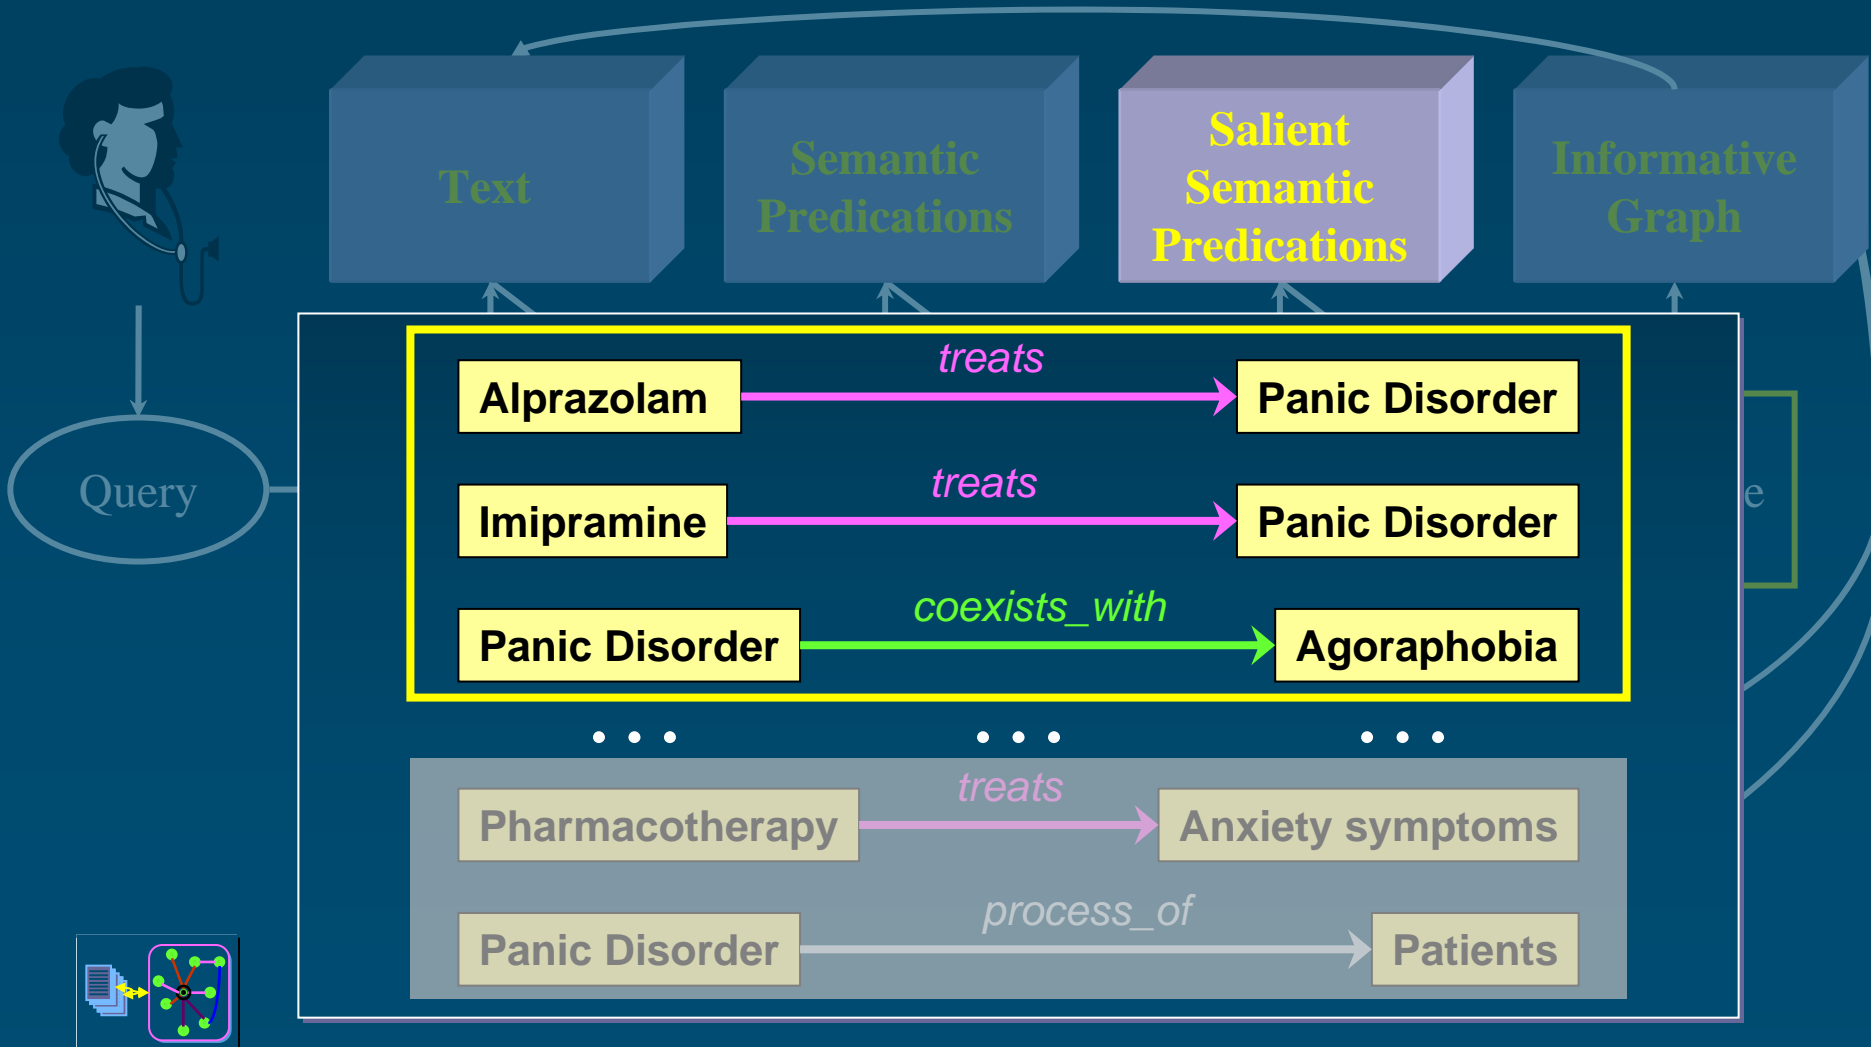 Text
Semantic
Predications
Salient
Semantic
Predications
Informative
Graph
Query
Alprazolam
treats
Panic Disorder
Imipramine
treats
Panic Disorder
Panic Disorder
coexists_with
Agoraphobia
. . .
. . .
. . .
Pharmacotherapy
treats
Anxiety symptoms
Panic Disorder
process_of
Patients